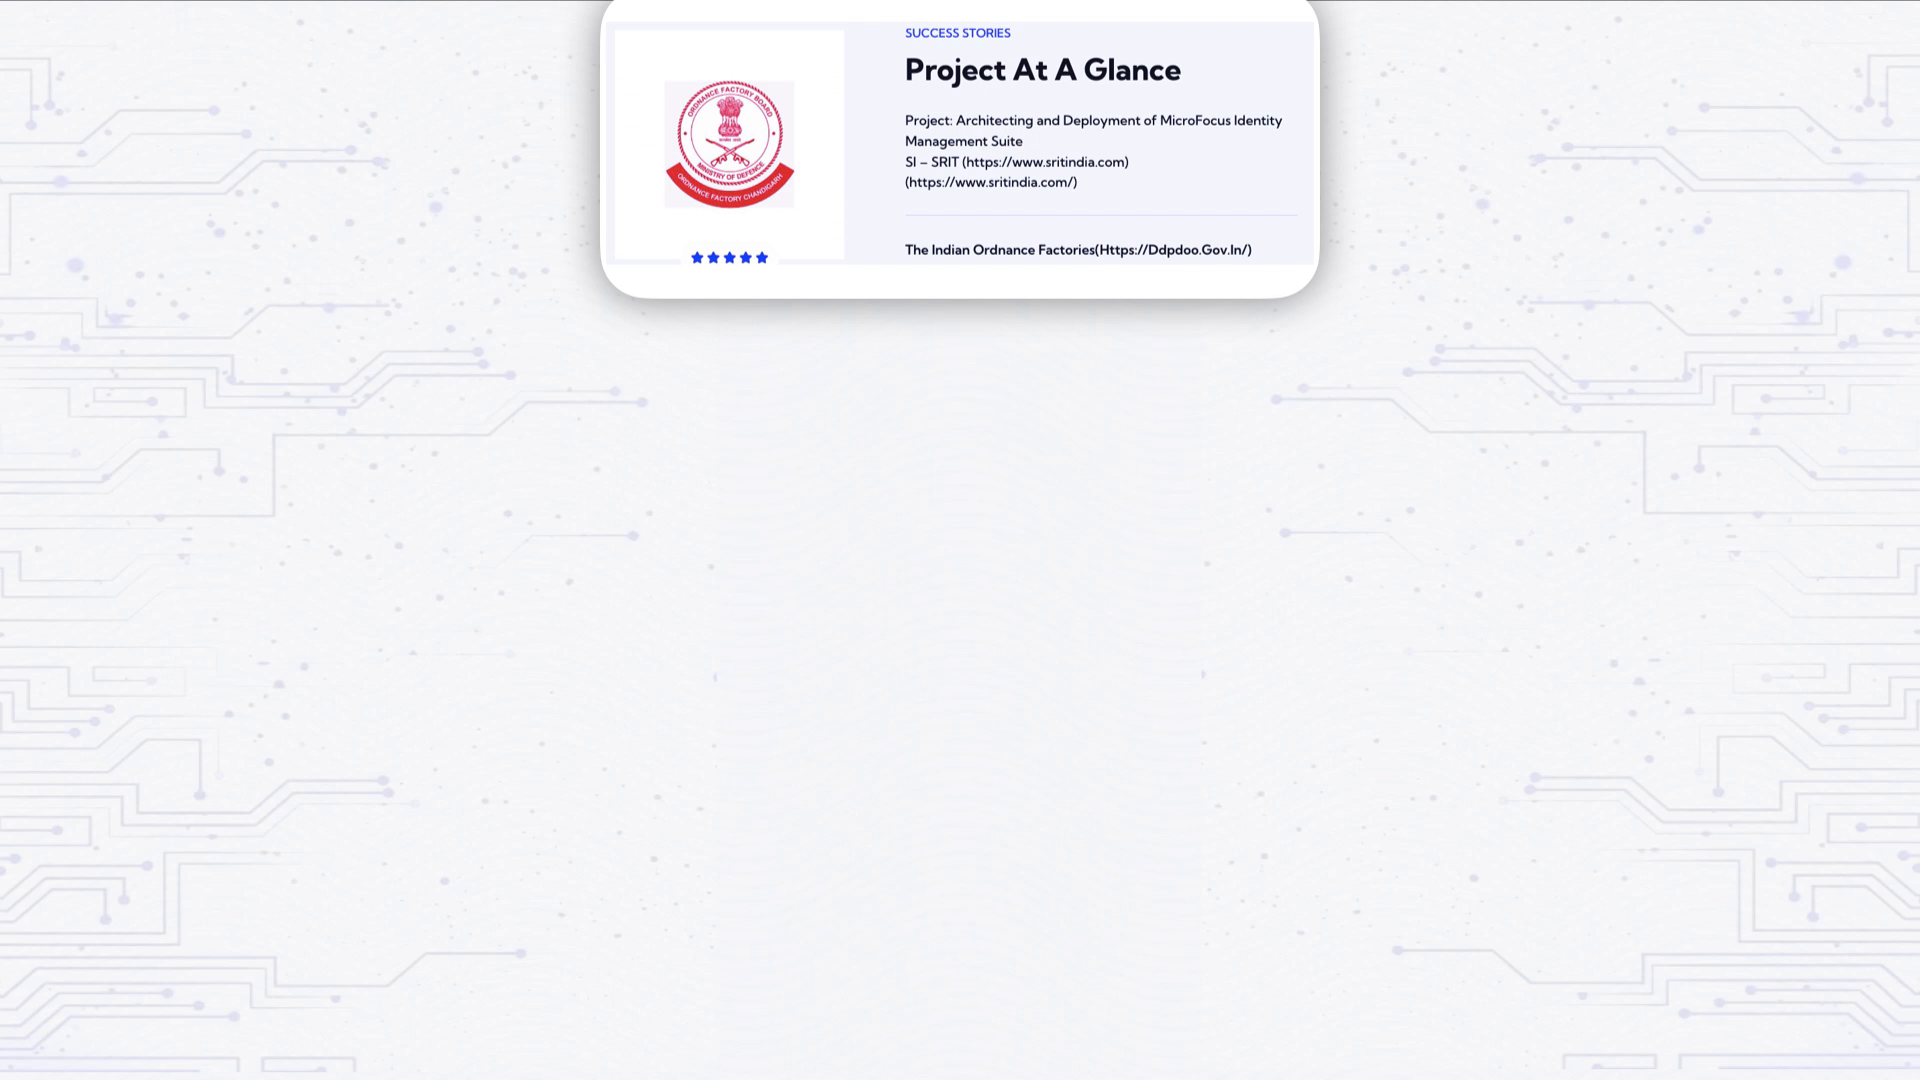 ORDNANCE FACTORY BOARD
MINISTRY OF DEFENCE
ORDNANCE FACTORY CHANDIGARH
SUCCESS STORIES
Project At A Glance
Project: Architecting and Deployment of MicroFocus Identity
Management Suite
SI – SRIT (https://www.sritindia.com)
(https://www.sritindia.com/)
The Indian Ordnance Factories(Https://Ddpdoo.Gov.In/)